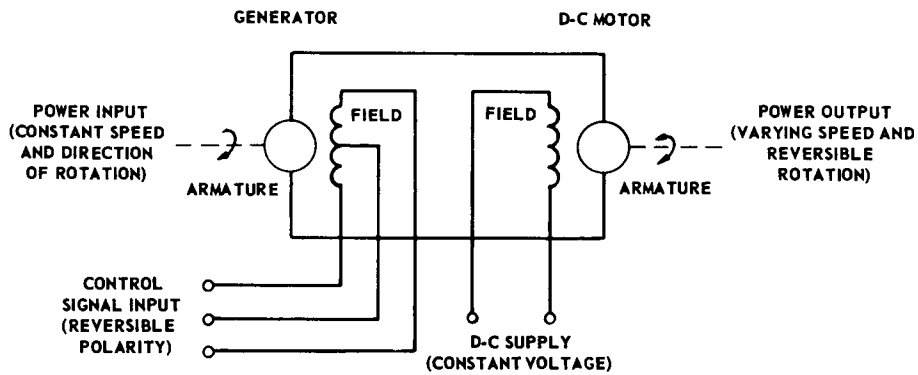 GENERATOR
D-C MOTOR
POWER INPUT
(CONSTANT SPEED
AND DIRECTION
OF ROTATION)
FIELD
ARMATURE
FIELD
ARMATURE
POWER OUTPUT
(VARYING SPEED AND
REVERSIBLE
ROTATION)
CONTROL
SIGNAL INPUT
(REVERSIBLE
POLARITY)
D-C SUPPLY
(CONSTANT VOLTAGE)